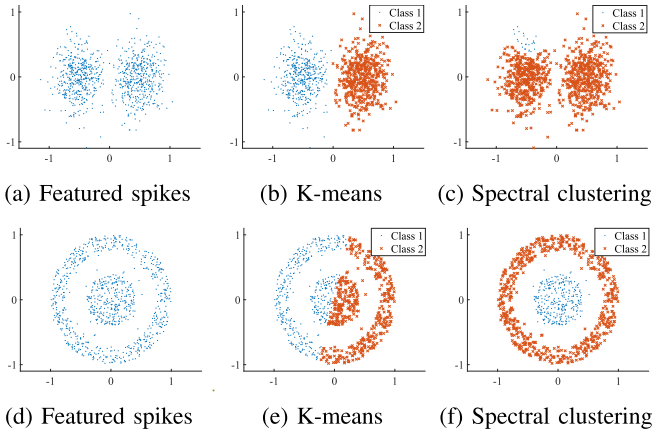 1
0
-1
-1
0
1
(a) Featured spikes
1
0
-1
-1
0
1
Class 1
Class 2
(b) K-means
1
0
-1
-1
0
1
Class 1
Class 2
(c) Spectral clustering
1
0
-1
-1
0
1
(d) Featured spikes
1
0
-1
-1
0
1
Class 1
Class 2
(e) K-means
1
0
-1
-1
0
1
Class 1
Class 2
(f) Spectral clustering